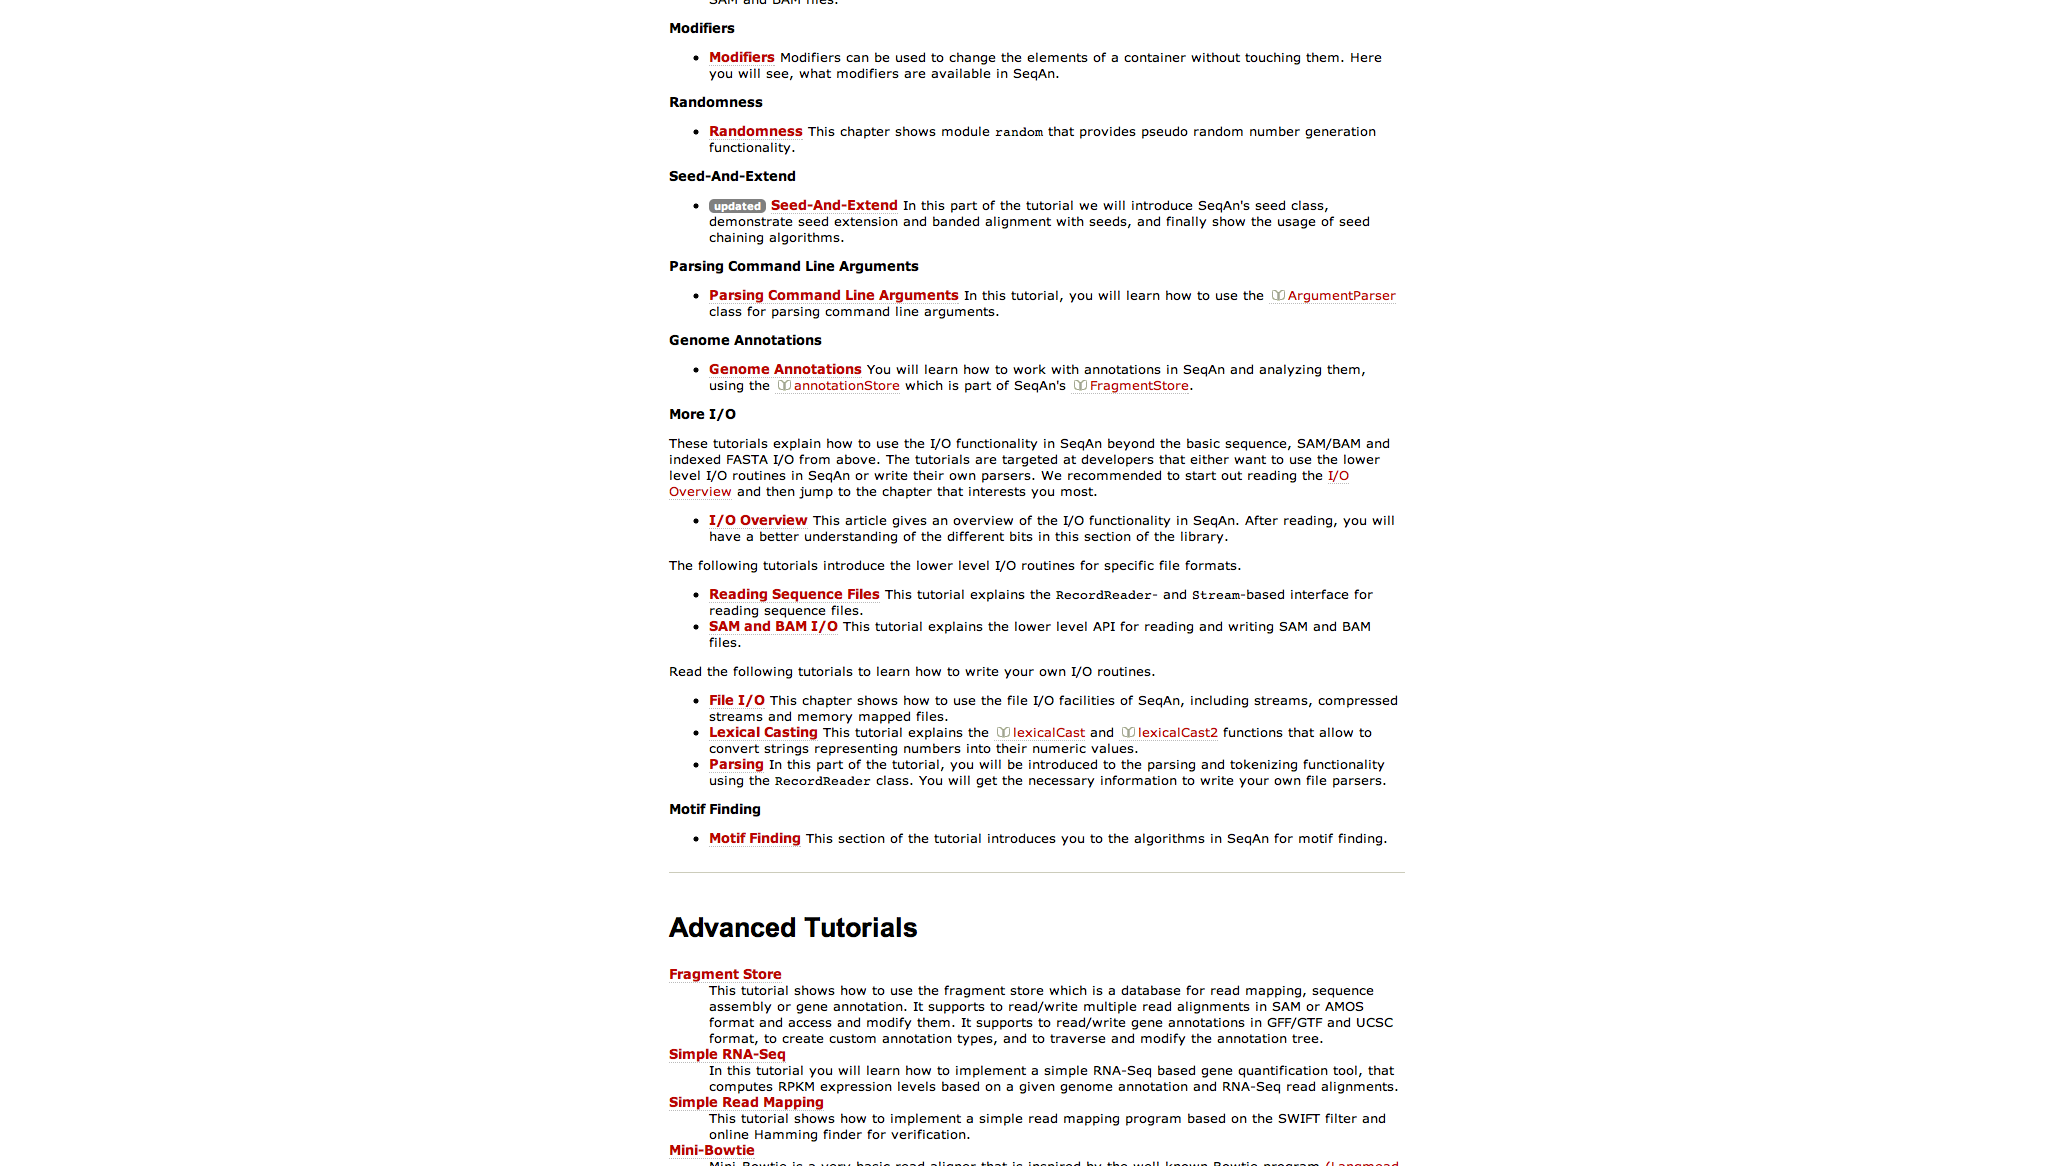 SAM and BAM files.
Modifiers
Modifiers Modifiers can be used to change the elements of a container without touching them. Here
you will see, what modifiers are available in SeqAn.
Randomness
Randomness This chapter shows module random that provides pseudo random number generation
functionality.
Seed-And-Extend
updated Seed-And-Extend In this part of the tutorial we will introduce SeqAn's seed class,
demonstrate seed extension and banded alignment with seeds, and finally show the usage of seed
chaining algorithms.
Parsing Command Line Arguments
Parsing Command Line Arguments In this tutorial, you will learn how to use the ArgumentParser
class for parsing command line arguments.
Genome Annotations
Genome Annotations You will learn how to work with annotations in SeqAn and analyzing them,
using the annotationStore which is part of SeqAn's FragmentStore.
More I/O
These tutorials explain how to use the I/O functionality in SeqAn beyond the basic sequence, SAM/BAM and
indexed FASTA I/O from above. The tutorials are targeted at developers that either want to use the lower
level I/O routines in SeqAn or write their own parsers. We recommended to start out reading the I/O
Overview and then jump to the chapter that interests you most.
I/O Overview This article gives an overview of the I/O functionality in SeqAn. After reading, you will
have a better understanding of the different bits in this section of the library.
The following tutorials introduce the lower level I/O routines for specific file formats.
Reading Sequence Files This tutorial explains the RecordReader- and Stream-based interface for
reading sequence files.
SAM and BAM I/O This tutorial explains the lower level API for reading and writing SAM and BAM
files.
Read the following tutorials to learn how to write your own I/O routines.
File I/O This chapter shows how to use the file I/O facilities of SeqAn, including streams, compressed
streams and memory mapped files.
Lexical Casting This tutorial explains the lexicalCast and lexicalCast2 functions that allow to
convert strings representing numbers into their numeric values.
Parsing In this part of the tutorial, you will be introduced to the parsing and tokenizing functionality
using the RecordReader class. You will get the necessary information to write your own file parsers.
Motif Finding
Motif Finding This section of the tutorial introduces you to the algorithms in SeqAn for motif finding.
Advanced Tutorials
Fragment Store
This tutorial shows how to use the fragment store which is a database for read mapping, sequence
assembly or gene annotation. It supports to read/write multiple read alignments in SAM or AMOS
format and access and modify them. It supports to read/write gene annotations in GFF/GTF and UCSC
format, to create custom annotation types, and to traverse and modify the annotation tree.
Simple RNA-Seq
In this tutorial you will learn how to implement a simple RNA-Seq based gene quantification tool, that
computes RPKM expression levels based on a given genome annotation and RNA-Seq read alignments.
Simple Read Mapping
This tutorial shows how to implement a simple read mapping program based on the SWIFT filter and
online Hamming finder for verification.
Mini-Bowtie
Mini-Bowtie is a very basic read aligner that is inspired by the well known Bowtie program (Langmead